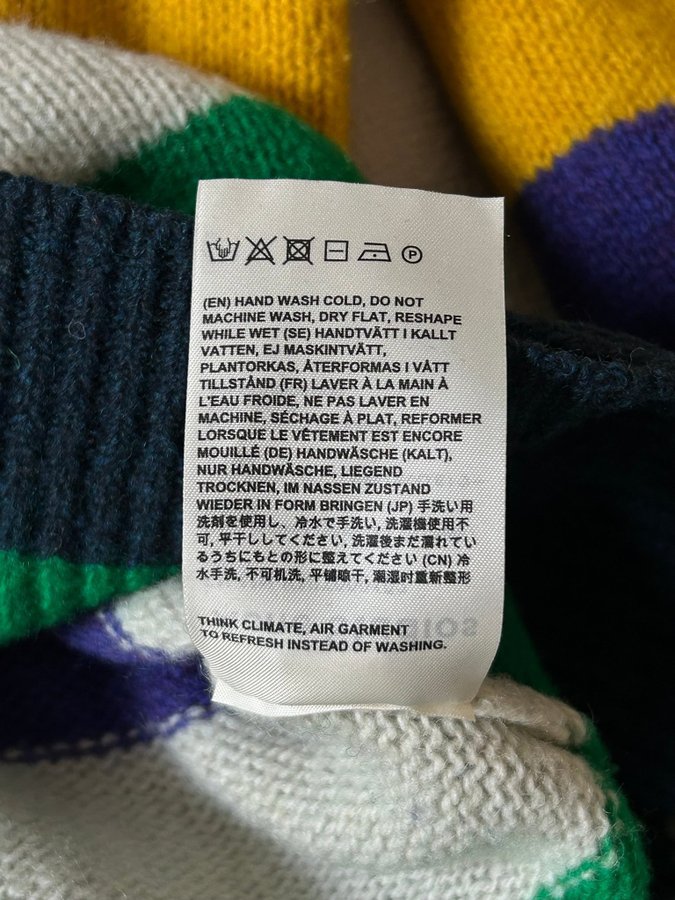 P
(EN) HAND WASH COLD, DO NOT
MACHINE WASH, DRY FLAT, RESHAPE
WHILE WET (SE) HANDTVÄTT I KALLT
VATTEN, EJ MASKINTVÄTT,
PLANTORKAS, ÅTERFORMAS I VÅTT
TILLSTÅND (FR) LAVER À LA MAIN À
L'EAU FROIDE, NE PAS LAVER EN
MACHINE, SÉCHAGE À PLAT, REFORMER
LORSQUE LE VÊTEMENT EST ENCORE
MOUILLÉ (DE) HANDWÄSCHE (KALT),
NUR HANDWÄSCHE, LIEGEND
TROCKNEN, IM NASSEN ZUSTAND
WIEDER IN FORM BRINGEN (JP) 手洗い用
洗剤を使用し、冷水で手洗い, 洗濯機使用不
可, 平干ししてください, 洗濯後まだ濡れてい
るうちにもとの形に整えてください (CN) 冷
水手洗, 不可机洗, 平铺晾干, 潮湿时重新整形
THINK CLIMATE, AIR GARMENT
TO REFRESH INSTEAD OF WASHING.